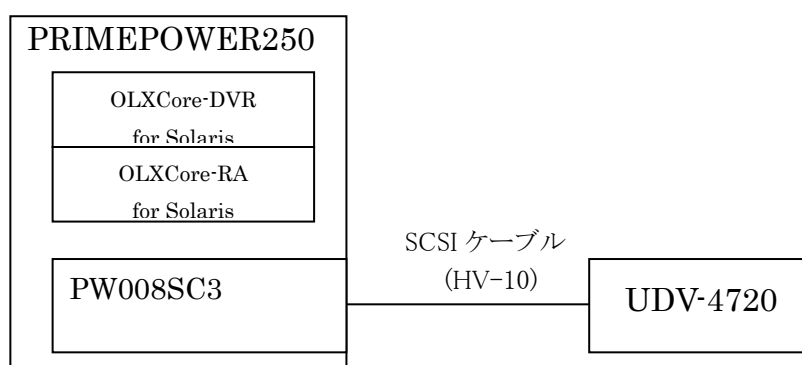 PRIMEPOWER250
OLXCore-DVR
for Solaris
OLXCore-RA
for Solaris
SCSI ケーブル
(HV-10)
PW008SC3
UDV-4720